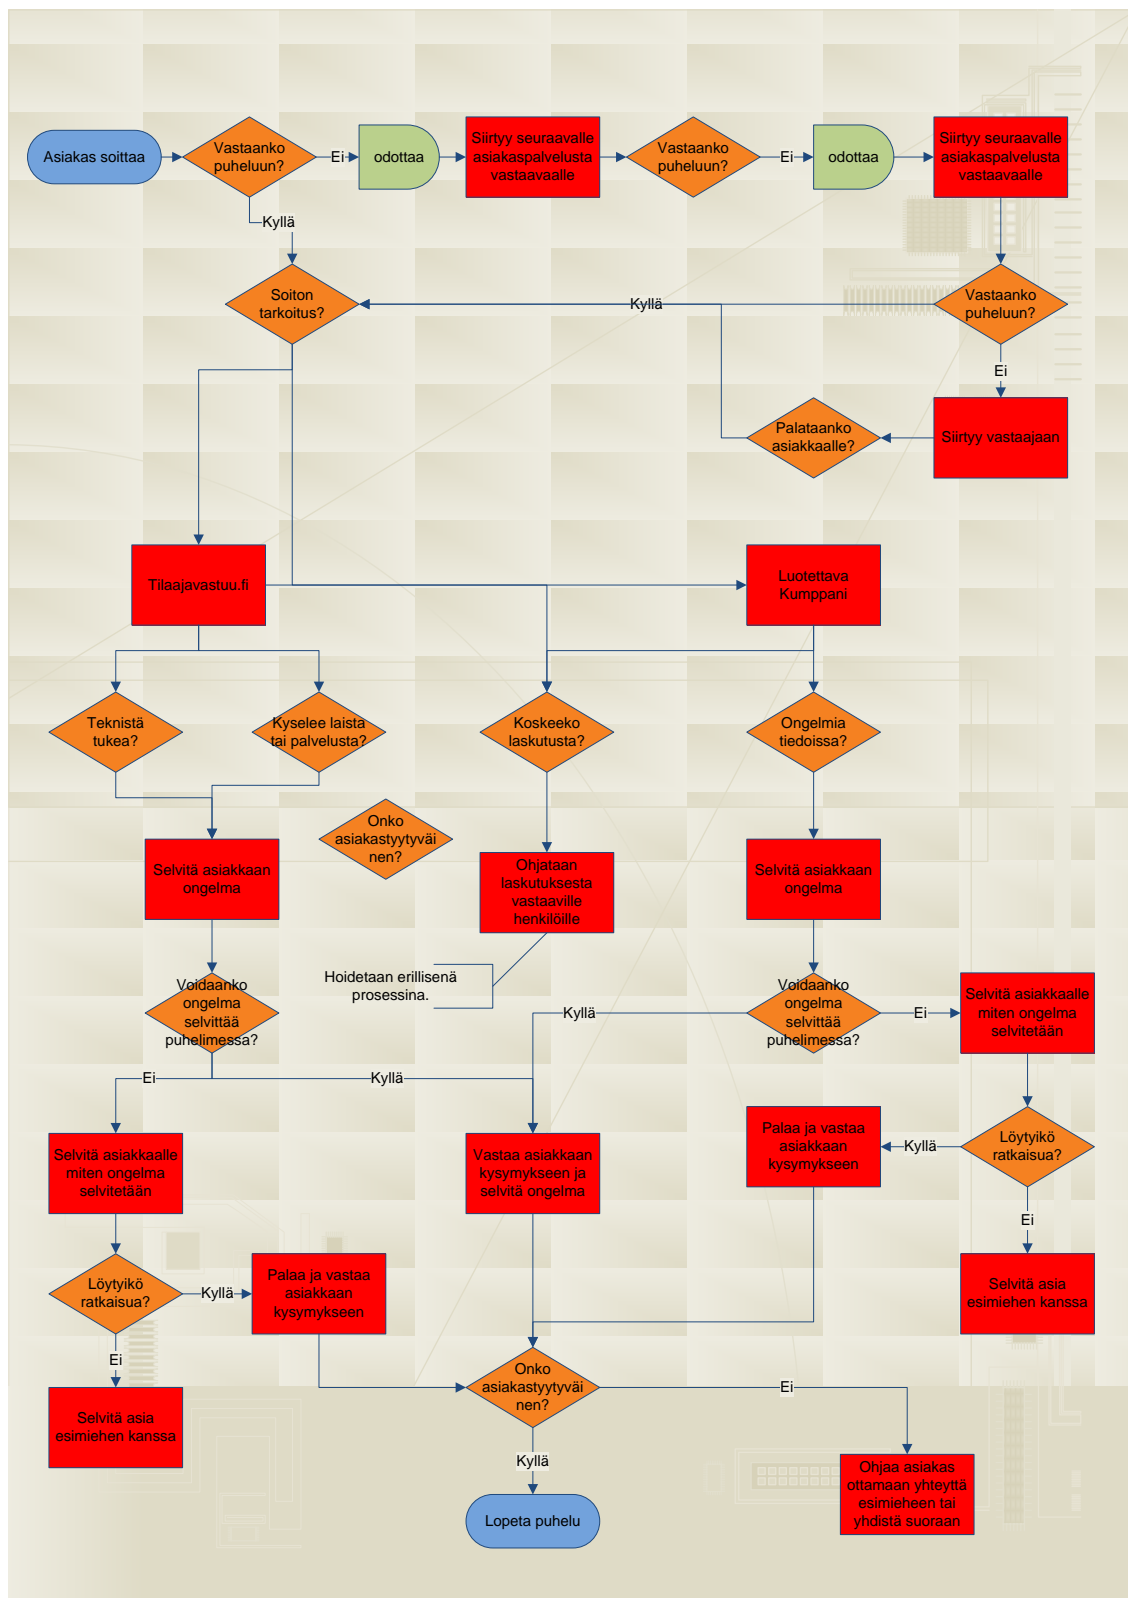 Asiakas soittaa
Vastaanko
puheluun?
Ei
odottaa
Siirtyy seuraavalle
asiakaspalvelusta
vastaavaalle
Vastaanko
puheluun?
Ei
odottaa
Siirtyy seuraavalle
asiakaspalvelusta
vastaavaalle
Kyllä
Soiton
tarkoitus?
Kyllä
Vastaanko
puheluun?
Ei
Palataanko
asiakkaalle?
Siirtyy vastaajaan
Tilaajavastuu.fi
Luotettava
Kumppani
Teknistä
tukea?
Kyselee laista
tai palvelusta?
Koskeeko
laskutusta?
Ongelmia
tiedoissa?
Onko
asiakastyytyväi
nen?
Selvitä asiakkaan
ongelma
Ohjataan
laskutuksesta
vastaaville
henkilöille
Selvitä asiakkaan
ongelma
Hoidetaan erillisenä
prosessina.
Voidaanko
ongelma
selvittää
puhelimessa?
Kyllä
Voidaanko
ongelma
selvittää
puhelimessa?
Ei
Selvitä asiakkaalle
miten ongelma
selvitetään
Ei
Kyllä
Selvitä asiakkaalle
miten ongelma
selvitetään
Vastaa asiakkaan
kysymykseen ja
selvitä ongelma
Palaa ja vastaa
asiakkaan
kysymykseen
Kyllä
Löytyikö
ratkaisua?
Ei
Löytyikö
ratkaisua?
Kyllä
Palaa ja vastaa
asiakkaan
kysymykseen
Selvitä asia
esimiehen kanssa
Ei
Selvitä asia
esimiehen kanssa
Onko
asiakastyytyväi
nen?
Ei
Kyllä
Lopeta puhelu
Ohjaa asiakas
ottamaan yhteyttä
esimieheen tai
yhdistä suoraan